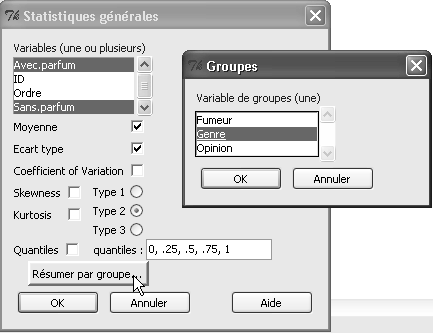 Statistiques générales
Variables (une ou plusieurs)
Avec.parfum
ID
Ordre
Sans.parfum
Moyenne
Ecart type
Coefficient of Variation
Skewness
Type 1
Kurtosis
Type 2
Type 3
Quantiles
quantiles :
0, .25, .5, .75, 1
Résumer par groupe...
OK
Annuler
Aide
Groupes
Variable de groupes (une)
Fumeur
Genre
Opinion
OK
Annuler